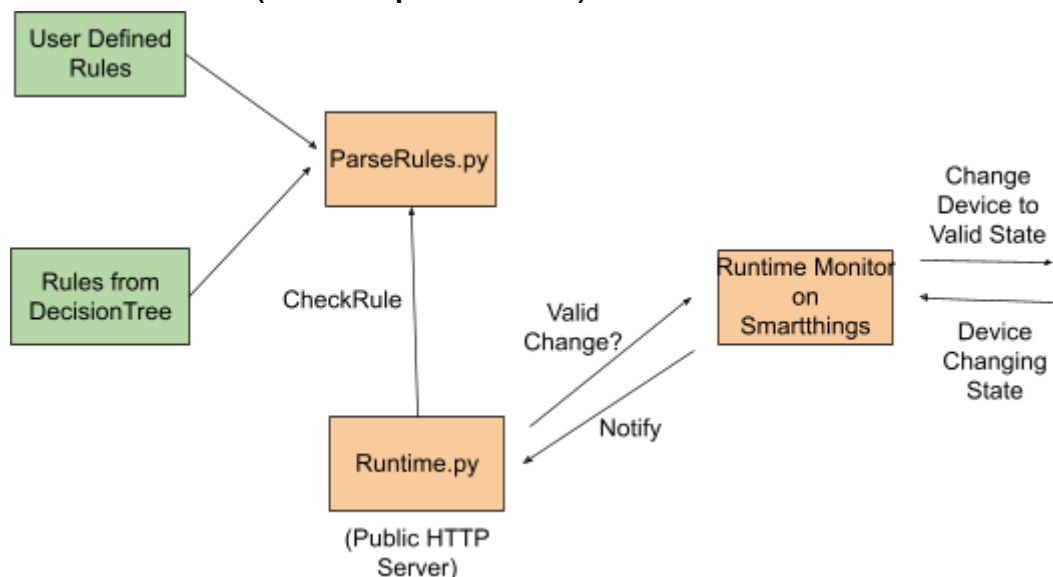 User Defined
Rules
ParseRules.py
Rules from
DecisionTree
CheckRule
Change
Device to
Valid State
Runtime Monitor
on
Smartthings
Device
Changing
State
Valid
Change?
Notify
Runtime.py
(Public HTTP
Server)